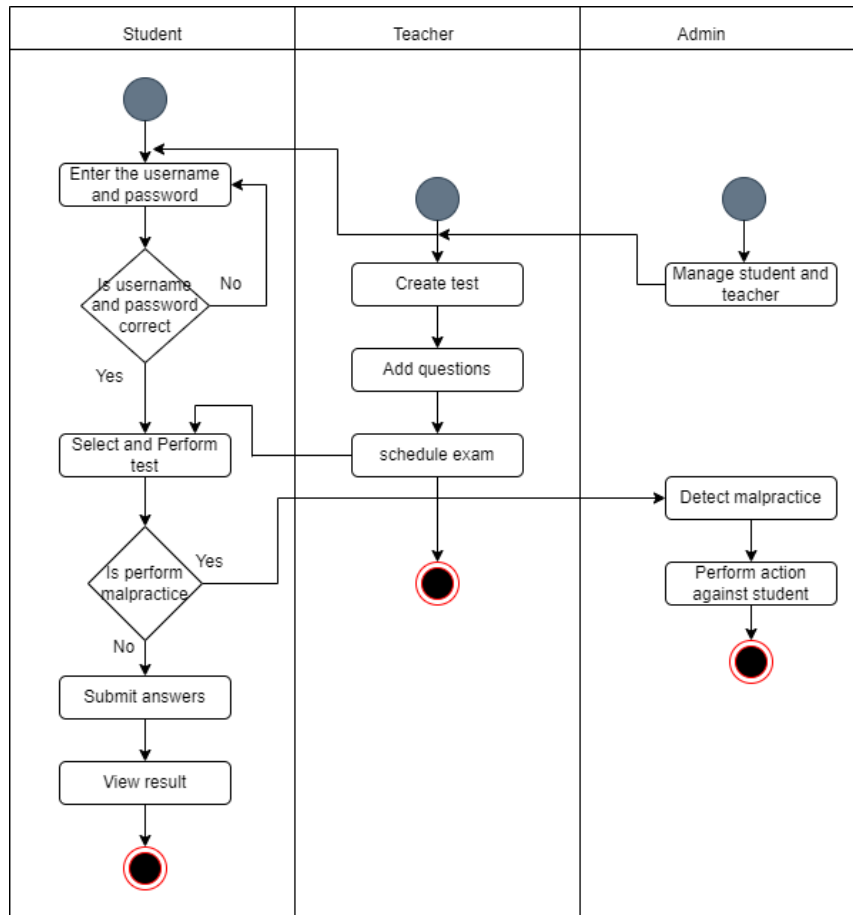 Student
Teacher
Admin
Enter the username
and password
Is username
and password
correct
No
Yes
Create test
Manage student and
teacher
Add questions
Select and Perform
test
schedule exam
Detect malpractice
Is perform
malpractice
Yes
No
Perform action
against student
Submit answers
View result